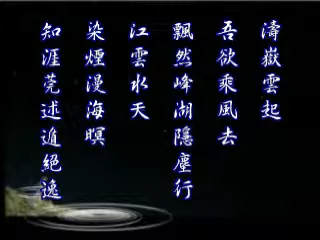 濤嶽雲起
吾欲乘風去
飄然峰湖隱塵行
江雲水天
染煙漫海暝
知涯莞述遁絕逸